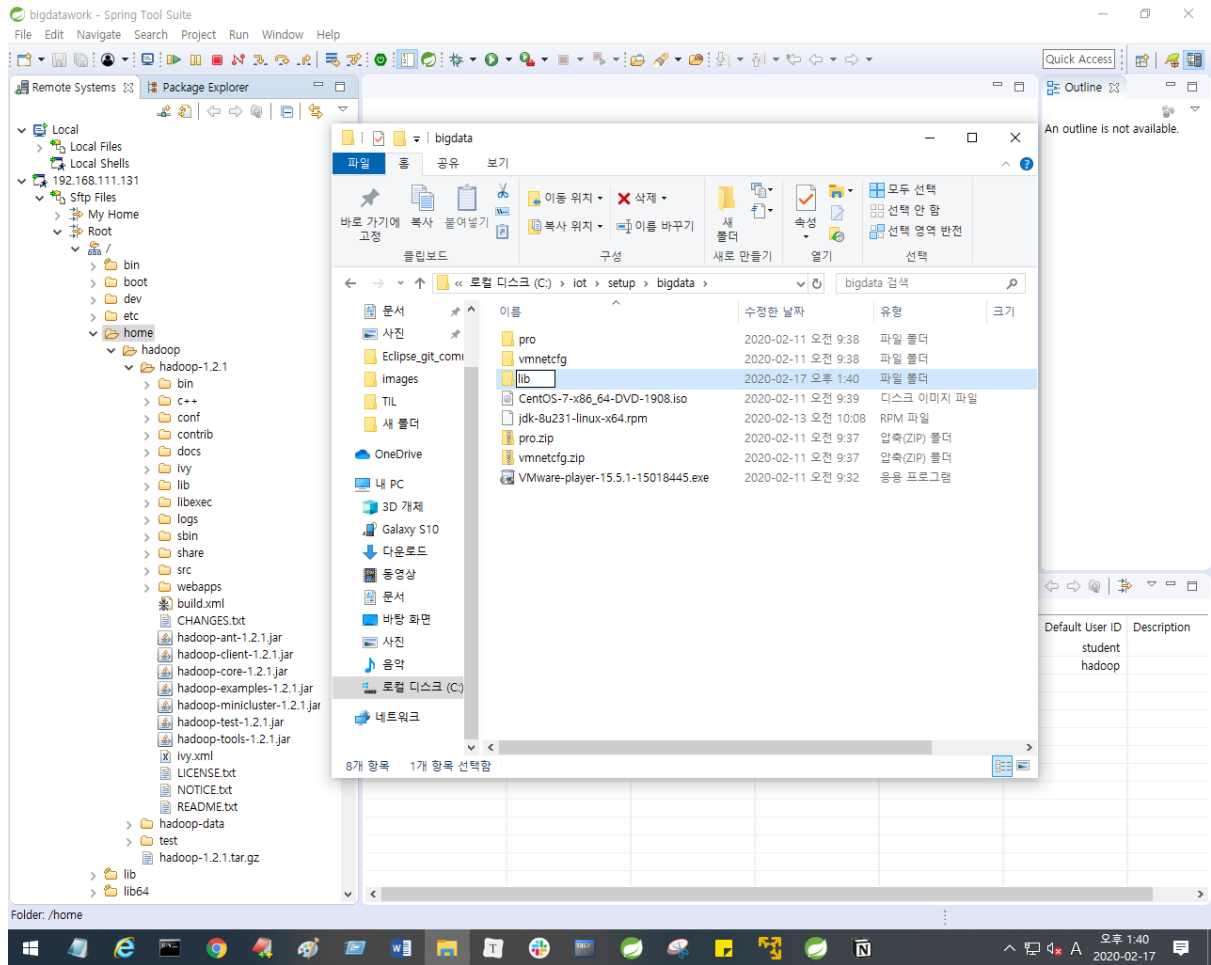 bigdatawork - Spring Tool Suite
File Edit Navigate Search Project Run Window Help
Quick Access
Remote Systems
Package Explorer
Local
Local Files
Local Shells
192.168.111.131
Sftp Files
My Home
Root
/
bin
boot
dev
etc
home
hadoop
hadoop-1.2.1
bin
c++
conf
contrib
docs
ivy
lib
libexec
logs
sbin
share
src
webapps
build.xml
CHANGES.txt
hadoop-ant-1.2.1.jar
hadoop-client-1.2.1.jar
hadoop-core-1.2.1.jar
hadoop-examples-1.2.1.jar
hadoop-minicluster-1.2.1.jar
hadoop-test-1.2.1.jar
hadoop-tools-1.2.1.jar
ivy.xml
LICENSE.txt
NOTICE.txt
README.txt
hadoop-data
test
hadoop-1.2.1.tar.gz
lib
lib64
bigdata
파일 홈 공유 보기
바로 가기에 고정
복사
붙여넣기
클립보드
이동 위치
복사 위치
삭제
이름 바꾸기
구성
새 폴더
새로 만들기
속성
열기
모두 선택
선택 안 함
선택 영역 반전
선택
« 로컬 디스크 (C:) › iot › setup › bigdata ›
bigdata 검색
문서
사진
Eclipse_git_comm
images
TIL
새 폴더
OneDrive
내 PC
3D 개체
Galaxy S10
다운로드
동영상
문서
바탕 화면
사진
음악
로컬 디스크 (C:)
네트워크
이름 수정한 날짜 유형 크기
pro 2020-02-11 오전 9:38 파일 폴더
vmnetcfg 2020-02-11 오전 9:38 파일 폴더
lib 2020-02-17 오후 1:40 파일 폴더
CentOS-7-x86_64-DVD-1908.iso 2020-02-11 오전 9:39 디스크 이미지 파일
jdk-8u231-linux-x64.rpm 2020-02-13 오전 10:08 RPM 파일
pro.zip 2020-02-11 오전 9:37 압축(ZIP) 폴더
vmnetcfg.zip 2020-02-11 오전 9:37 압축(ZIP) 폴더
VMware-player-15.5.1-15018445.exe 2020-02-11 오전 9:32 응용 프로그램
8개 항목 1개 항목 선택함
Outline
An outline is not available.
Default User ID Description
student
hadoop
Folder: /home
A
오후 1:40
2020-02-17